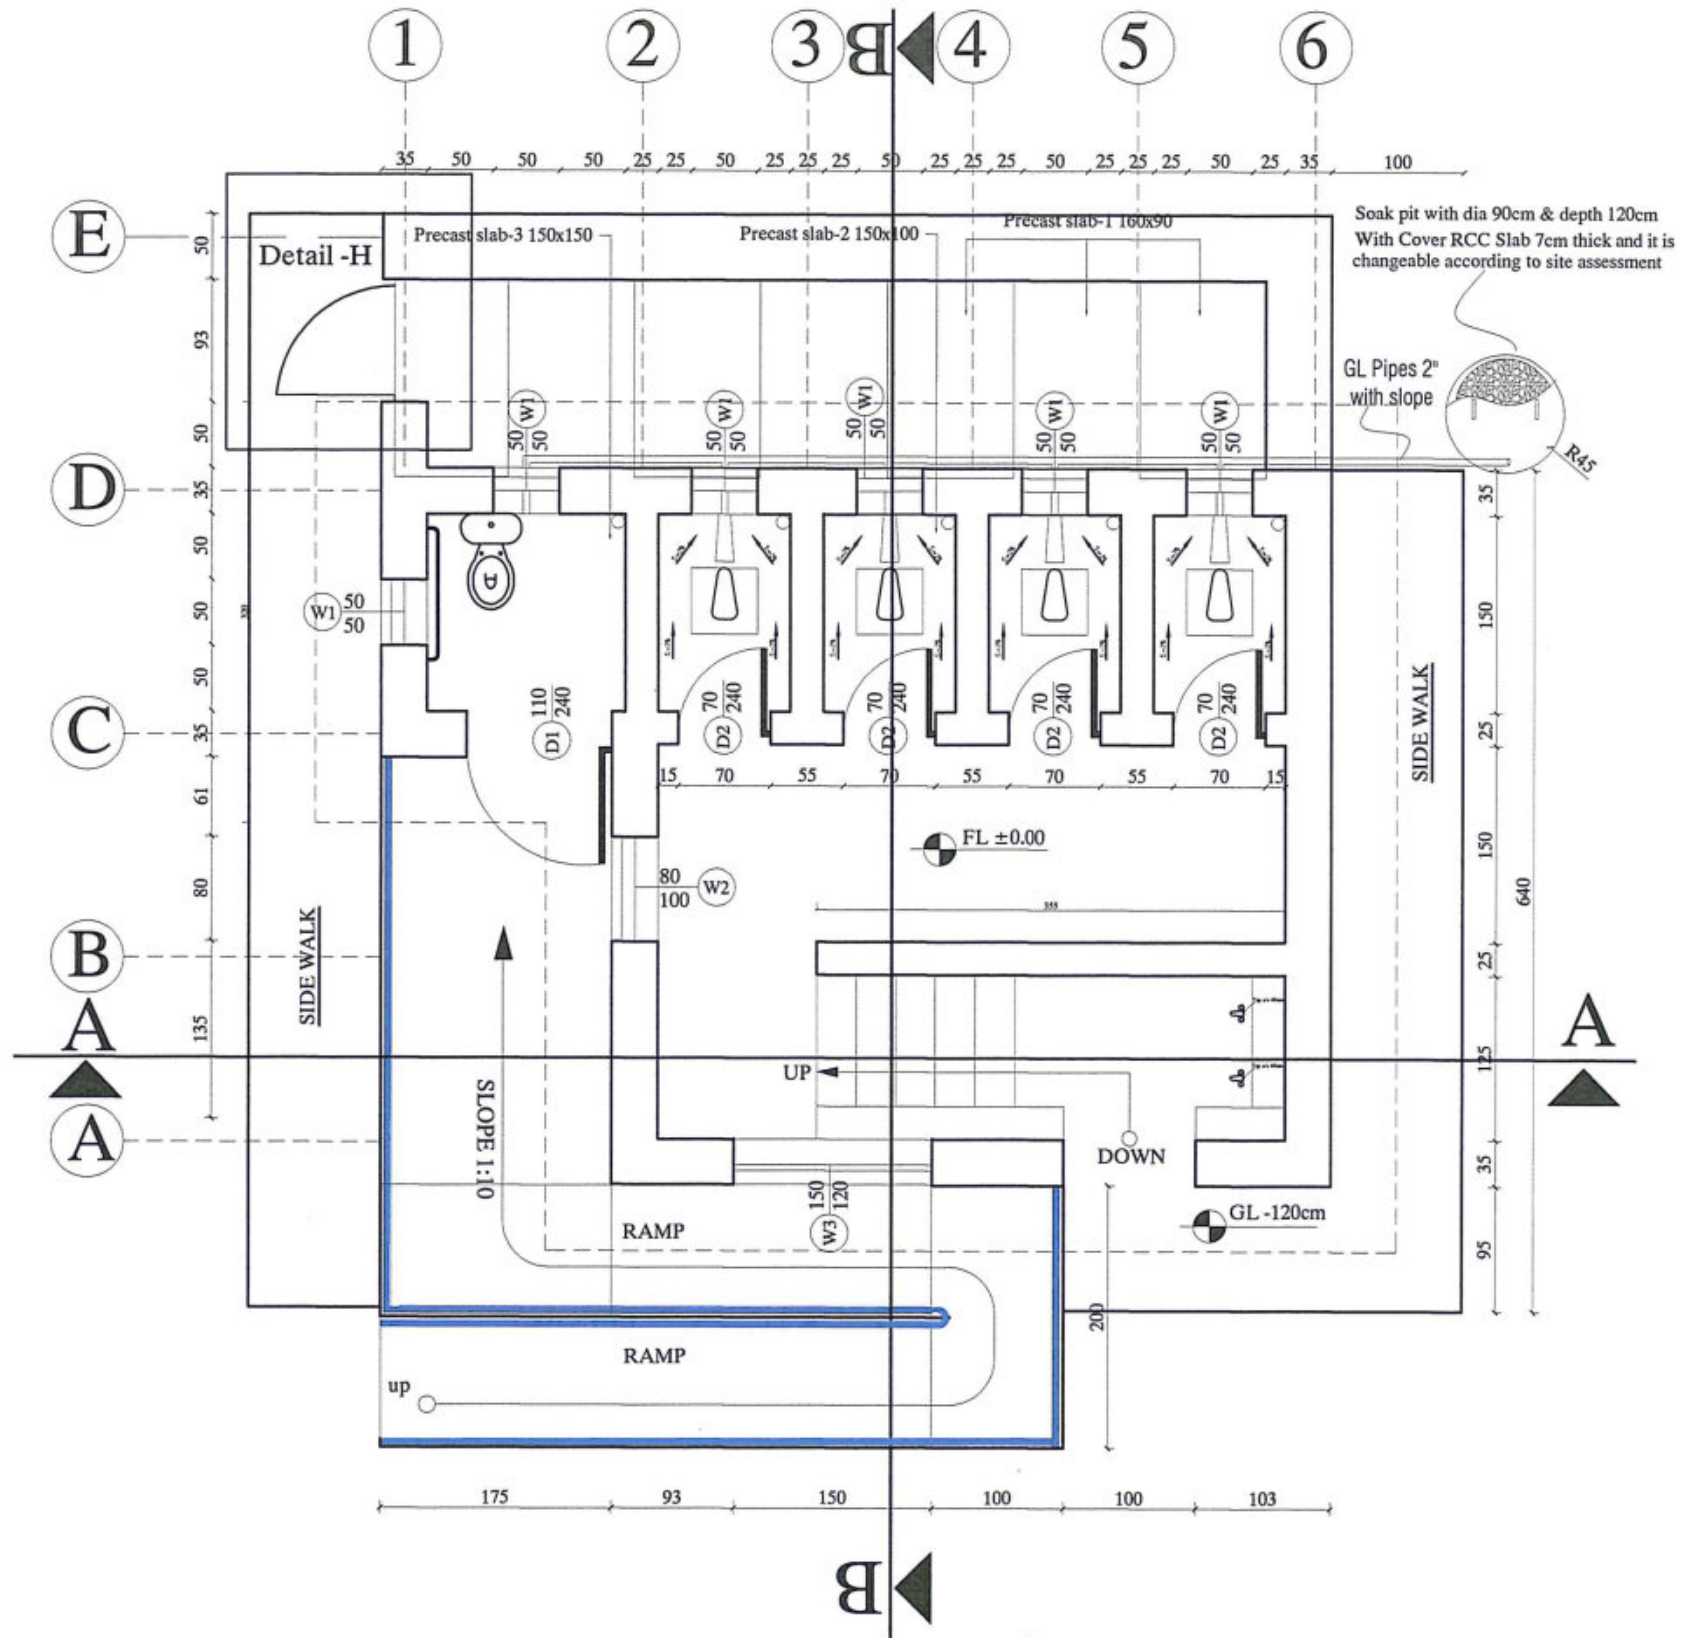 1 2 3 B 4 5 6
35 50 50 50 25 25 50 25 25 25 50 25 25 25 50 25 25 25 50 25 35 100
E
50
Detail -H
Precast slab-3 150x150
Precast slab-2 150x100
Precast slab-1 160x90
Soak pit with dia 90cm & depth 120cm
With Cover RCC Slab 7cm thick and it is
changeable according to site assessment
93
GL Pipes 2"
with slope
R45
50
W1 50 50
W1 50 50
W1 50 50
W1 50 50
W1 50 50
D
35
35
50
W1 50 50
50
150
50
110 240 D1
70 240 D2
70 240 D2
70 240 D2
70 240 D2
SIDE WALK
C
35
25
15 70 55 70 55 70 55 70 15
61
FL ±0.00
150
80
80 100 W2
640
355
SIDE WALK
B
25
A
A
135
125
UP
SLOPE 1:10
A
DOWN
35
150 120 W3
GL -120cm
RAMP
95
200
RAMP
up
175 93 150 100 100 103
B